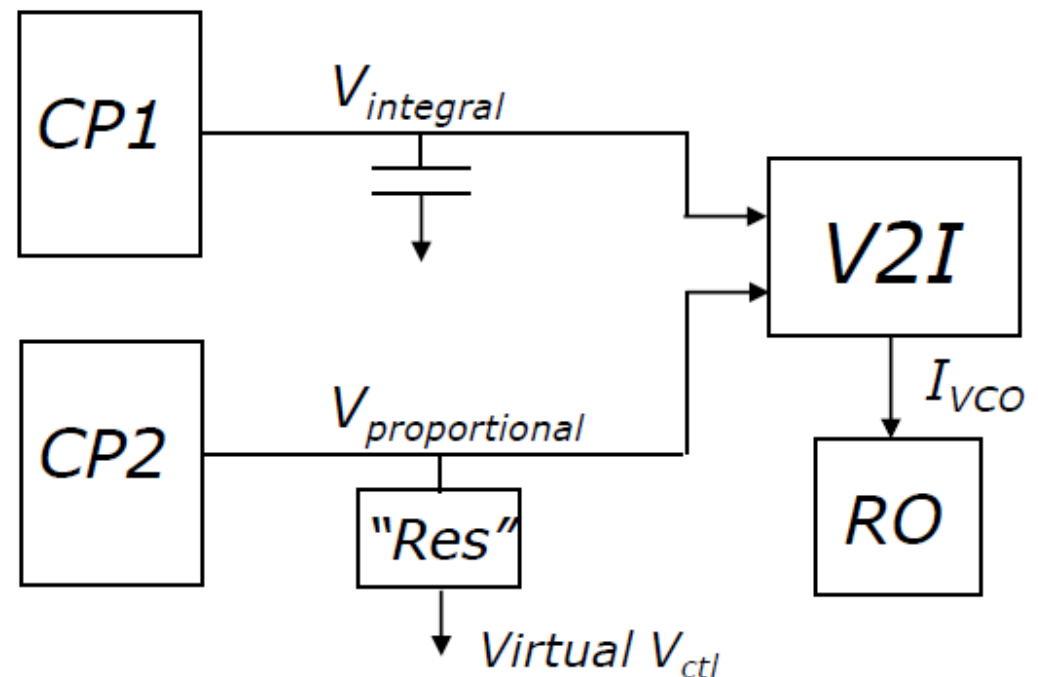 CP1
V_integral
V2I
I_VCO
CP2
V_proportional
"Res"
RO
Virtual V_ctl